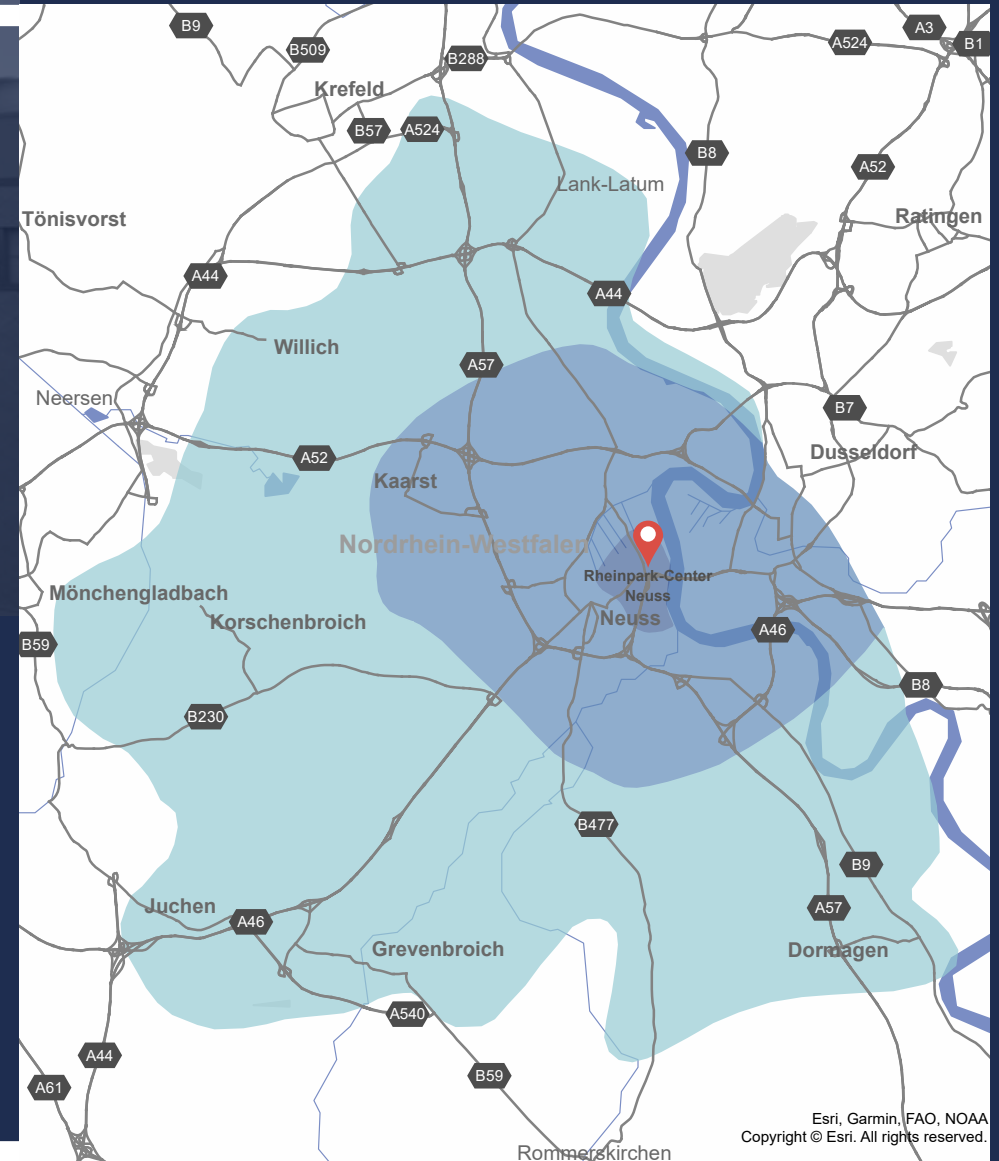 B9
A3
A524
B1
B509
B288
Krefeld
B57
A524
B8
A52
Lank-Latum
Tönisvorst
Ratingen
A44
A44
Willich
A57
Neersen
B7
A52
Dusseldorf
Kaarst
Nordrhein-Westfalen
Rheinpark-Center
Neuss
Mönchengladbach
Korschenbroich
Neuss
A46
B59
B8
B230
B477
B9
Juchen
A46
A57
Grevenbroich
Dormagen
A540
A44
B59
A61
Esri, Garmin, FAO, NOAA
Copyright © Esri. All rights reserved.
Rommerskirchen